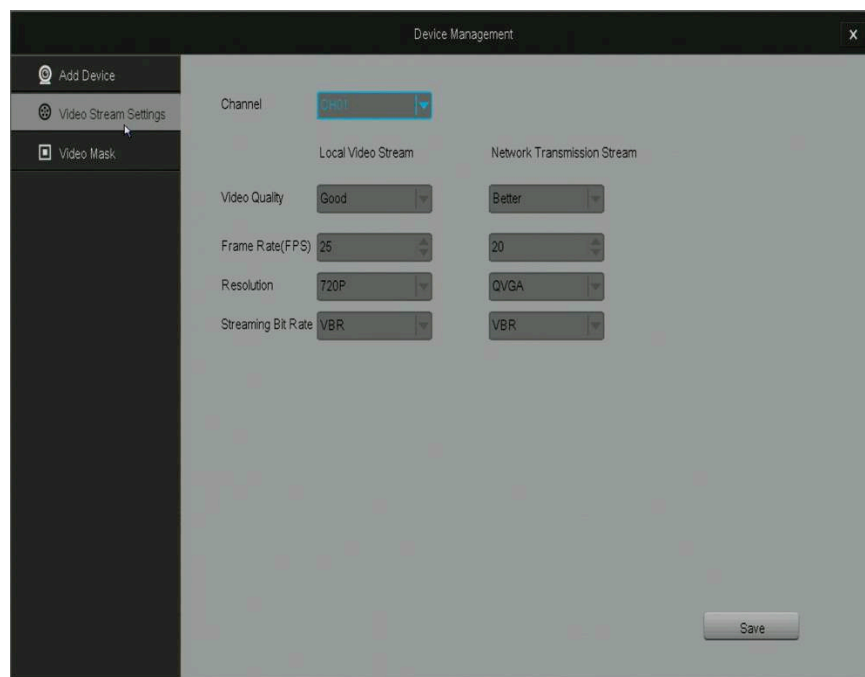 Device Management
X
Add Device
Video Stream Settings
Video Mask
Channel CH01
Local Video Stream Network Transmission Stream
Video Quality Good Better
Frame Rate(FPS) 25 20
Resolution 720P QVGA
Streaming Bit Rate VBR VBR
Save